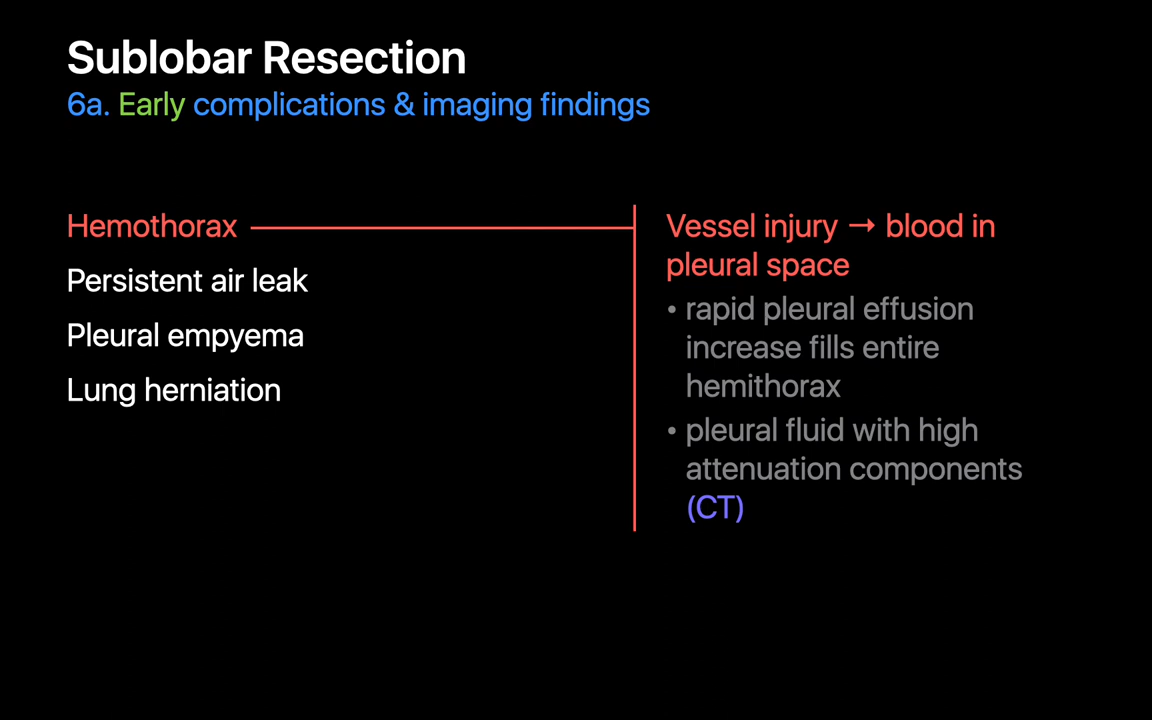 Sublobar Resection
6a. Early complications & imaging findings
Hemothorax
Persistent air leak
Pleural empyema
Lung herniation
Vessel injury → blood in
pleural space
• rapid pleural effusion
increase fills entire
hemithorax
• pleural fluid with high
attenuation components
(CT)